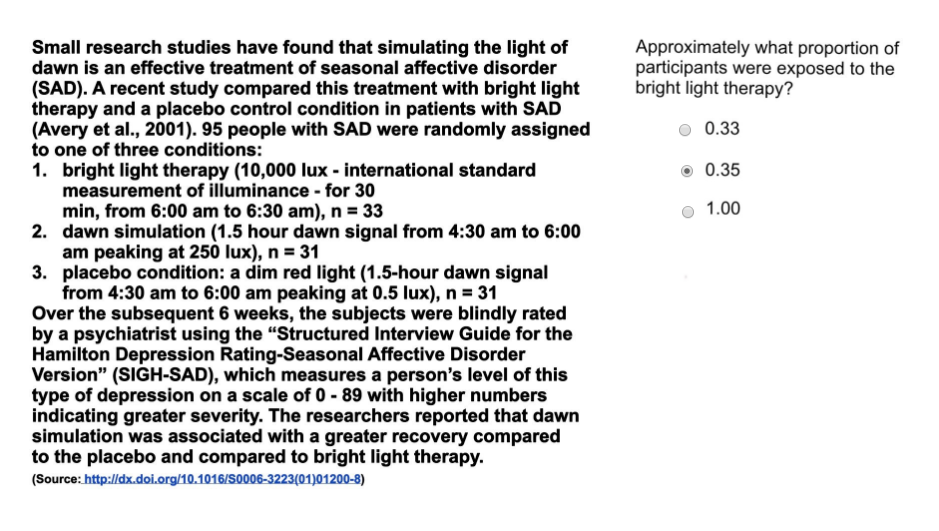 Small research studies have found that simulating the light of
dawn is an effective treatment of seasonal affective disorder
(SAD). A recent study compared this treatment with bright light
therapy and a placebo control condition in patients with SAD
(Avery et al., 2001). 95 people with SAD were randomly assigned
to one of three conditions:
1. bright light therapy (10,000 lux - international standard
measurement of illuminance - for 30
min, from 6:00 am to 6:30 am), n = 33
2. dawn simulation (1.5 hour dawn signal from 4:30 am to 6:00
am peaking at 250 lux), n = 31
3. placebo condition: a dim red light (1.5-hour dawn signal
from 4:30 am to 6:00 am peaking at 0.5 lux), n = 31
Over the subsequent 6 weeks, the subjects were blindly rated
by a psychiatrist using the “Structured Interview Guide for the
Hamilton Depression Rating-Seasonal Affective Disorder
Version” (SIGH-SAD), which measures a person’s level of this
type of depression on a scale of 0 - 89 with higher numbers
indicating greater severity. The researchers reported that dawn
simulation was associated with a greater recovery compared
to the placebo and compared to bright light therapy.
(Source: http://dx.doi.org/10.1016/S0006-3223(01)01200-8)
Approximately what proportion of
participants were exposed to the
bright light therapy?
0.33
0.35
1.00